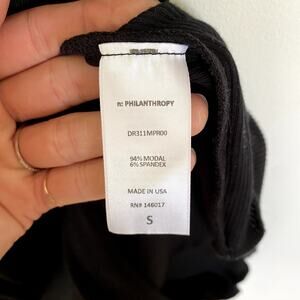 n: PHILANTHROPY
DR311MPR00
94% MODAL
6% SPANDEX
MADE IN USA
RN# 146017
S